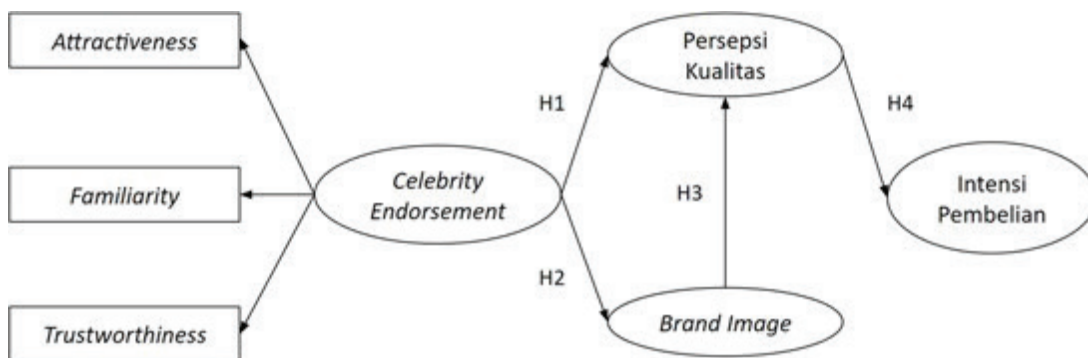 Attractiveness
Familiarity
Trustworthiness
Celebrity
Endorsement
H1
H2
Persepsi
Kualitas
H3
Brand Image
H4
Intensi
Pembelian